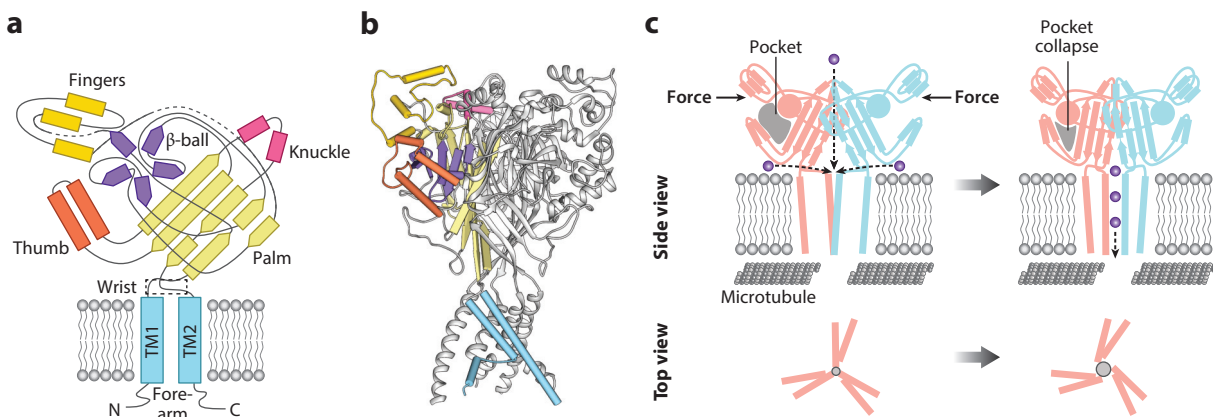 a
Fingers
β-ball
Knuckle
Thumb
Palm
Wrist
TM1
TM2
Fore-
arm
N
C
b
c
Pocket
Force
Force
Pocket
collapse
Side view
Microtubule
Top view